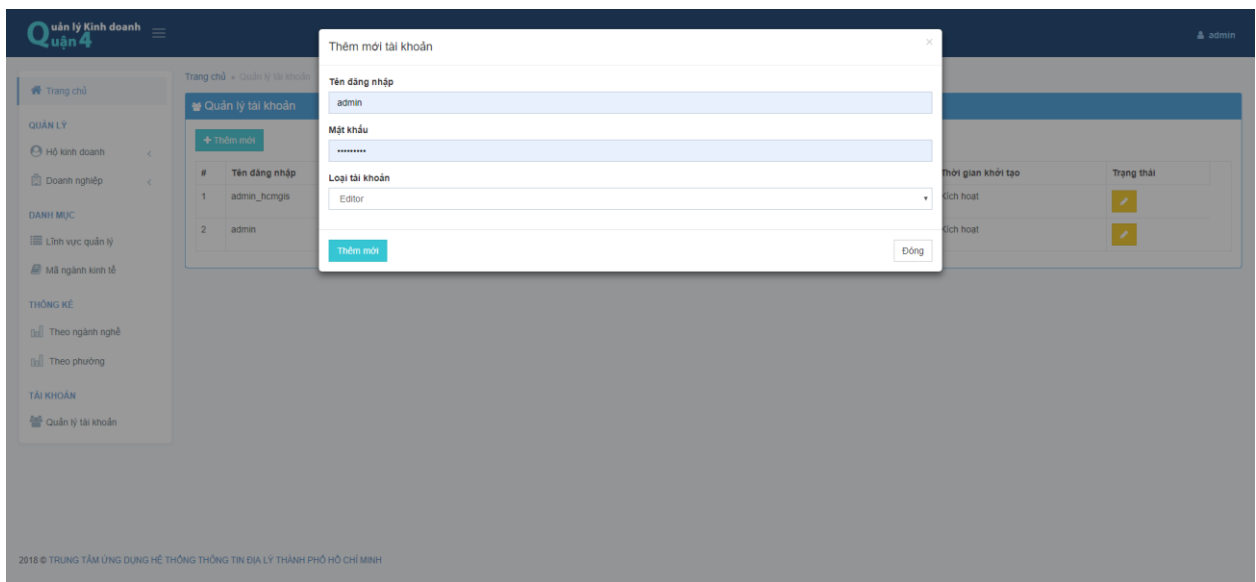 Quản lý Kinh doanh
Quận 4
admin
Thêm mới tài khoản
×
Tên đăng nhập
admin
Mật khẩu
•••••••••
Loại tài khoản
Editor
Thêm mới
Đóng
Trang chủ
QUẢN LÝ
Hộ kinh doanh
Doanh nghiệp
DANH MỤC
Lĩnh vực quản lý
Mã ngành kinh tế
THỐNG KÊ
Theo ngành nghề
Theo phường
TÀI KHOẢN
Quản lý tài khoản
Trang chủ » Quản lý tài khoản
Quản lý tài khoản
+ Thêm mới
# Tên đăng nhập Thời gian khởi tạo Trạng thái
1 admin_hcmgis Kích hoạt
2 admin Kích hoạt
2018 © TRUNG TÂM ỨNG DỤNG HỆ THỐNG THÔNG TIN ĐỊA LÝ THÀNH PHỐ HỒ CHÍ MINH